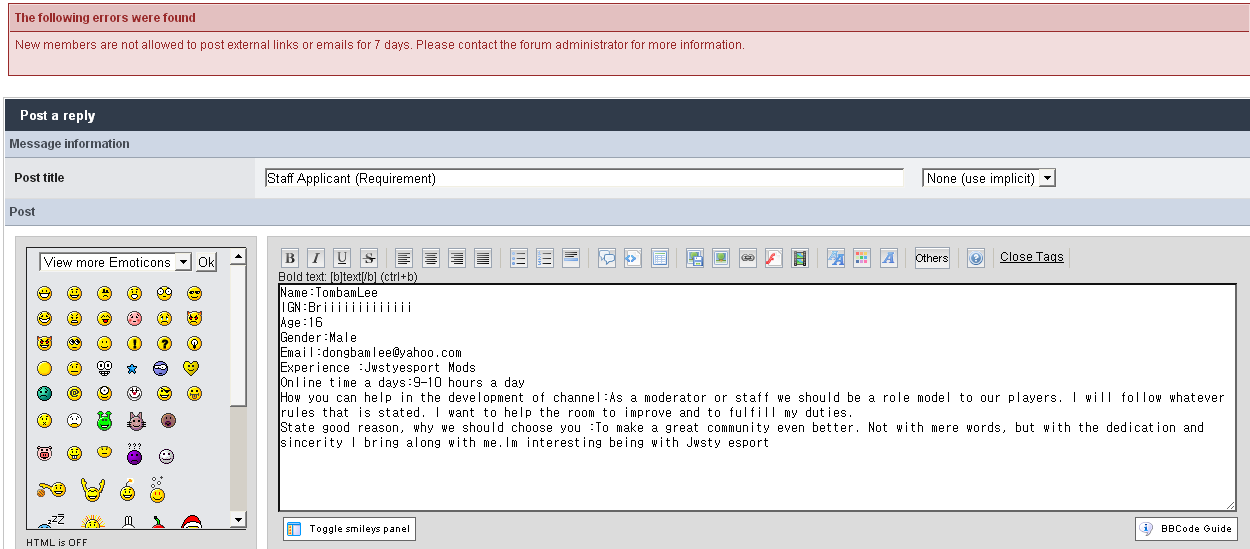 The following errors were found
New members are not allowed to post external links or emails for 7 days. Please contact the forum administrator for more information.
Post a reply
Message information
Post title
Staff Applicant (Requirement)
None (use implicit)
Post
View more Emoticons
Ok
B I U S
Others
Close Tags
Bold text: [b]text[/b] (ctrl+b)
Name:TombamLee
IGN:Briiiiiiiiiiiii
Age:16
Gender:Male
Email:dongbamlee@yahoo.com
Experience :Jwstyesport Mods
Online time a days:9-10 hours a day
How you can help in the development of channel:As a moderator or staff we should be a role model to our players. I will follow whatever
rules that is stated. I want to help the room to improve and to fulfill my duties.
State good reason, why we should choose you :To make a great community even better. Not with mere words, but with the dedication and
sincerity I bring along with me.Im interesting being with Jwsty esport
Toggle smileys panel
BBCode Guide
HTML is OFF